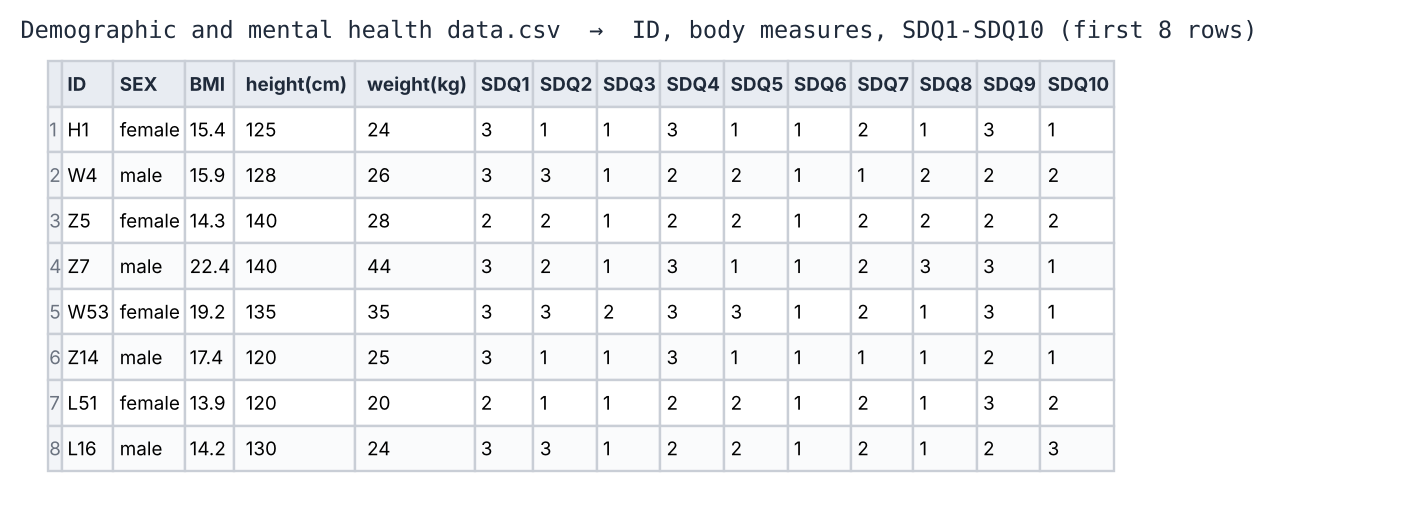 Demographic and mental health data.csv → ID, body measures, SDQ1-SDQ10 (first 8 rows)
ID SEX BMI height(cm) weight(kg) SDQ1 SDQ2 SDQ3 SDQ4 SDQ5 SDQ6 SDQ7 SDQ8 SDQ9 SDQ10
1 H1 female 15.4 125 24 3 1 1 3 1 1 2 1 3 1
2 W4 male 15.9 128 26 3 3 1 2 2 1 1 2 2 2
3 Z5 female 14.3 140 28 2 2 1 2 2 1 2 2 2 2
4 Z7 male 22.4 140 44 3 2 1 3 1 1 2 3 3 1
5 W53 female 19.2 135 35 3 3 2 3 3 1 2 1 3 1
6 Z14 male 17.4 120 25 3 1 1 3 1 1 1 1 2 1
7 L51 female 13.9 120 20 2 1 1 2 2 1 2 1 3 2
8 L16 male 14.2 130 24 3 3 1 2 2 1 2 1 2 3